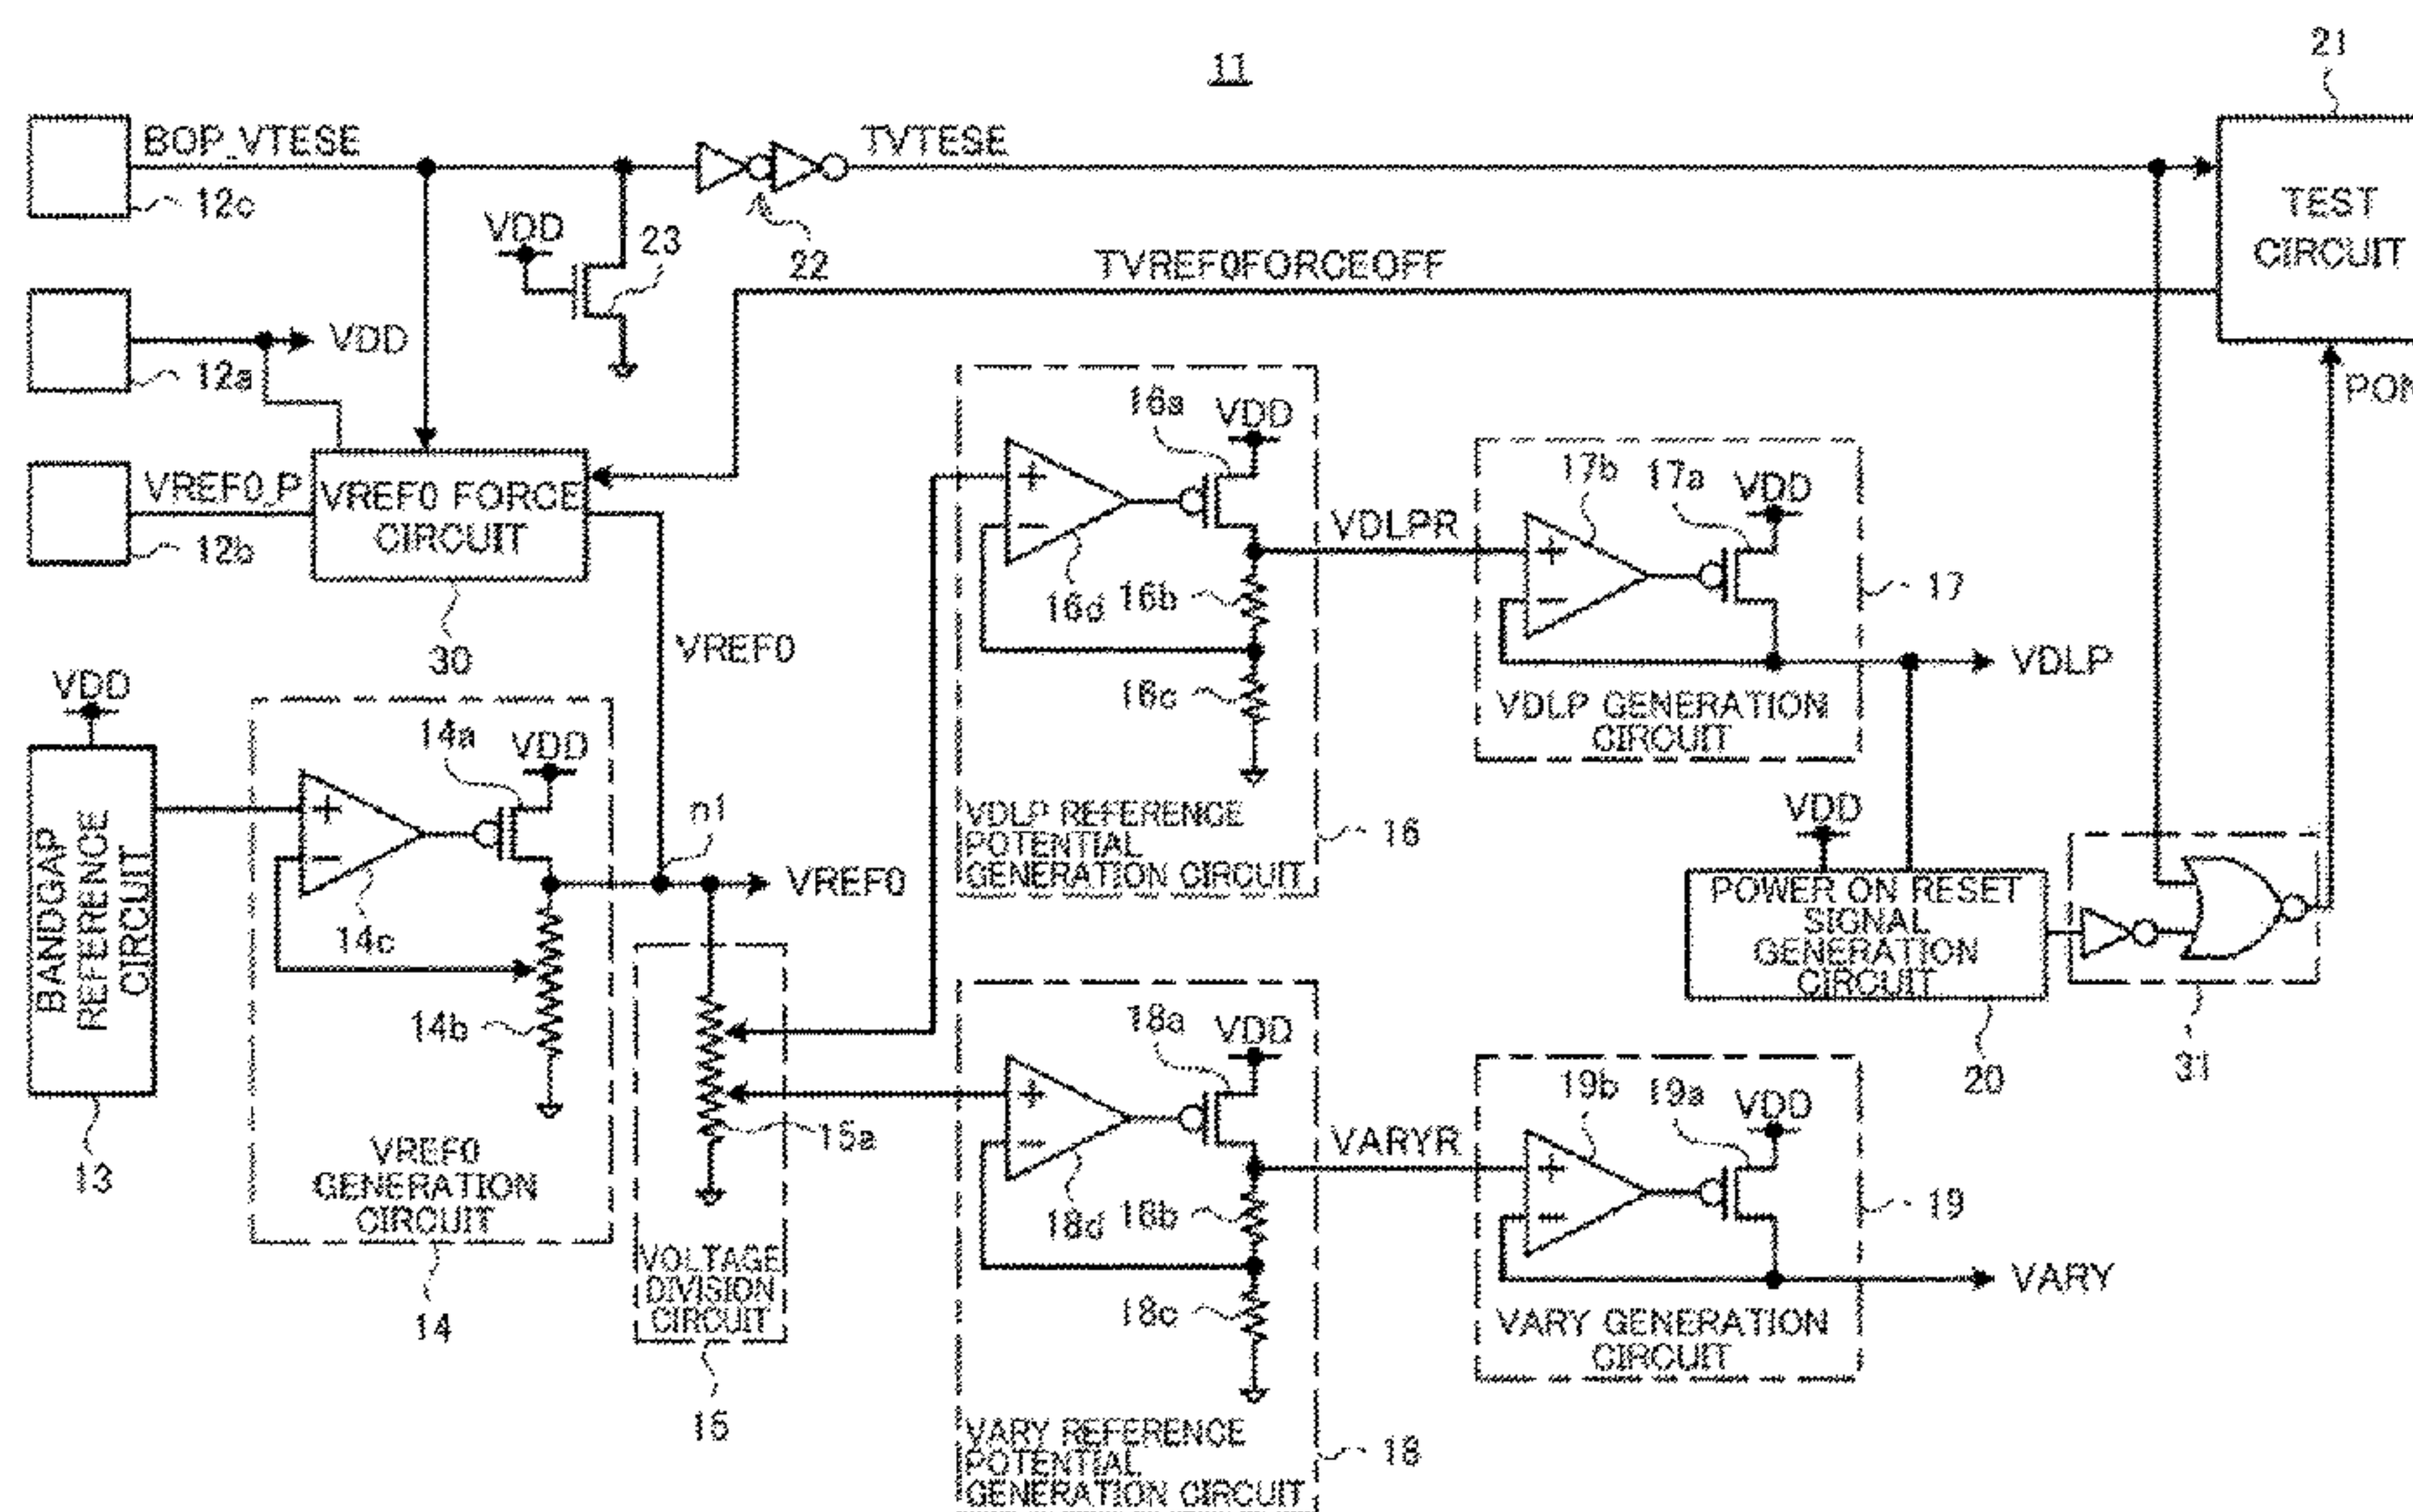 11
21
BOP_VTESE
TVTESE
12c
TEST
CIRCUIT
VDD
23
22
TVREF0FORCEOFF
VDD
12a
PON
VREF0_P
VREF0 FORCE
CIRCUIT
12b
30
VREF0
16a
VDD
16d
16b
16c
VDLPR
17b
17a
VDD
17
VDLP
VDLP GENERATION
CIRCUIT
VDLP REFERENCE
POTENTIAL
GENERATION CIRCUIT
16
VDD
BANDGAP
REFERENCE
CIRCUIT
13
14a
VDD
14c
14b
n1
VREF0
VREF0
GENERATION
CIRCUIT
14
15a
VOLTAGE
DIVISION
CIRCUIT
15
VDD
POWER ON RESET
SIGNAL
GENERATION
CIRCUIT
20
31
18a
VDD
18d
18b
18c
VARYR
19b
19a
VDD
19
VARY
VARY GENERATION
CIRCUIT
VARY REFERENCE
POTENTIAL
GENERATION CIRCUIT
18